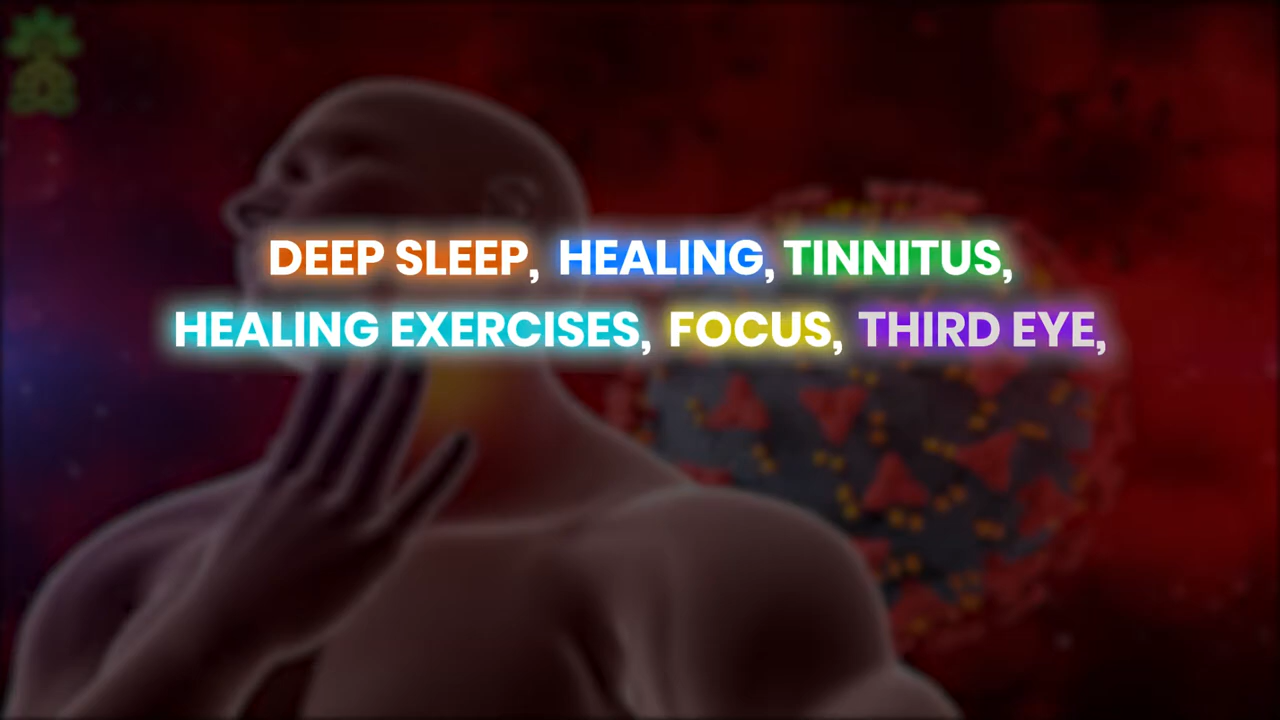 DEEP SLEEP, HEALING, TINNITUS,
HEALING EXERCISES, FOCUS, THIRD EYE,